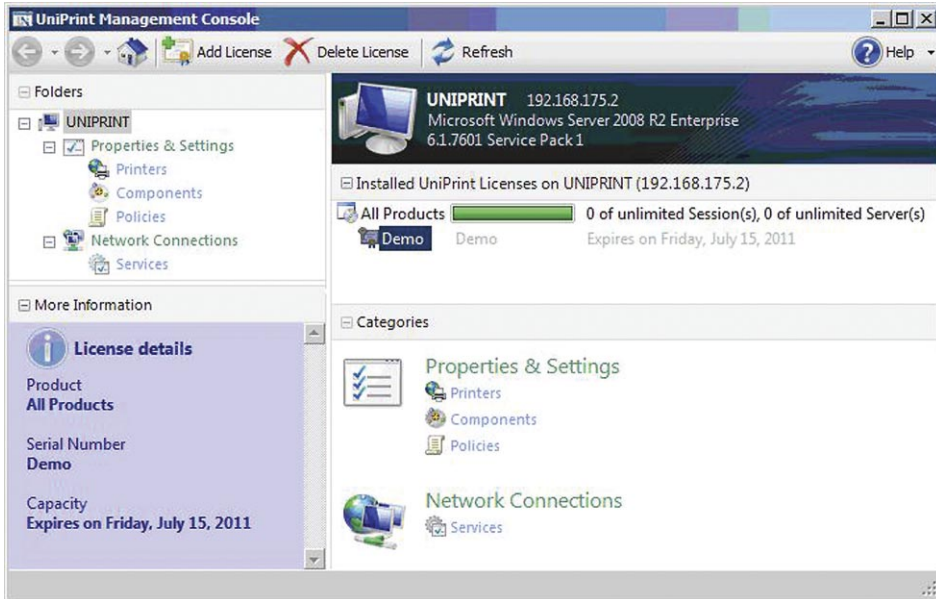 UniPrint Management Console
Add License Delete License Refresh Help
Folders
UNIPRINT
Properties & Settings
Printers
Components
Policies
Network Connections
Services
More Information
License details
Product
All Products
Serial Number
Demo
Capacity
Expires on Friday, July 15, 2011
UNIPRINT 192.168.175.2
Microsoft Windows Server 2008 R2 Enterprise
6.1.7601 Service Pack 1
Installed UniPrint Licenses on UNIPRINT (192.168.175.2)
All Products 0 of unlimited Session(s), 0 of unlimited Server(s)
Demo Demo Expires on Friday, July 15, 2011
Categories
Properties & Settings
Printers
Components
Policies
Network Connections
Services